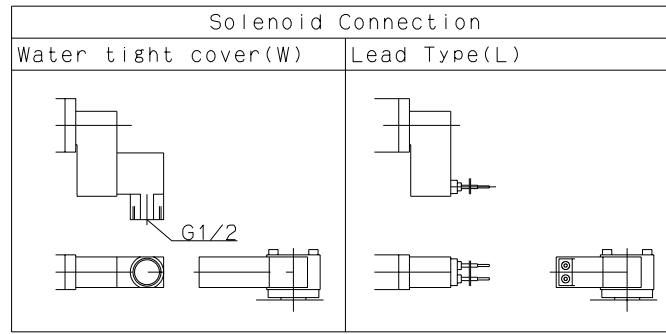 Solenoid Connection
Water tight cover(W)
Lead Type(L)
G1/2